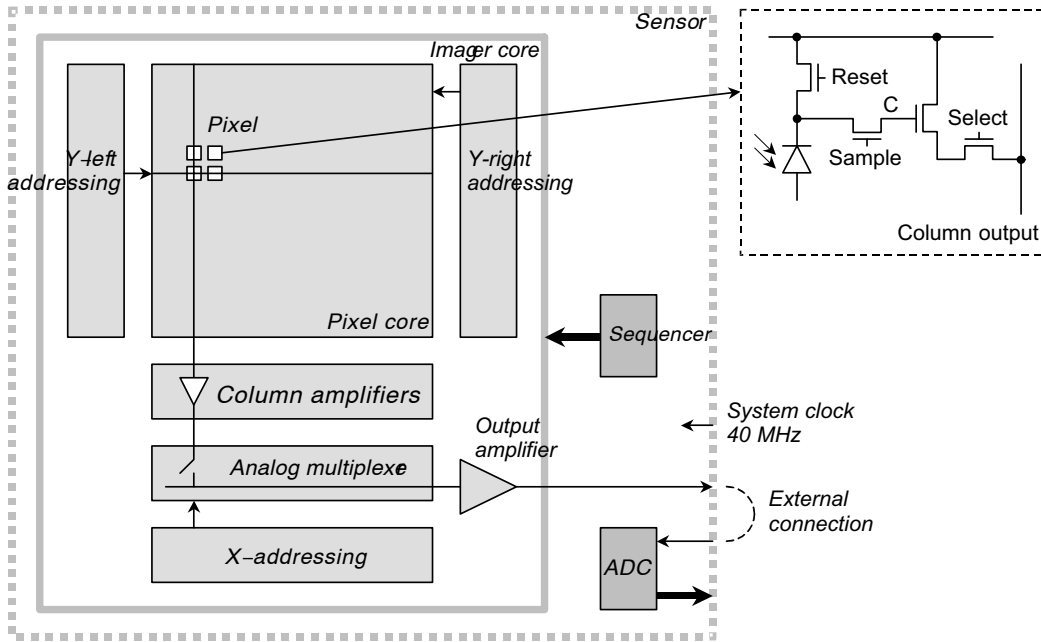 Sensor
Imager core
Reset
C
Select
Sample
Column output
Pixel
Y-left
addressing
Y-right
addressing
Pixel core
Sequencer
Column amplifiers
System clock
40 MHz
Output
amplifier
Analog multiplexer
External
connection
X-addressing
ADC